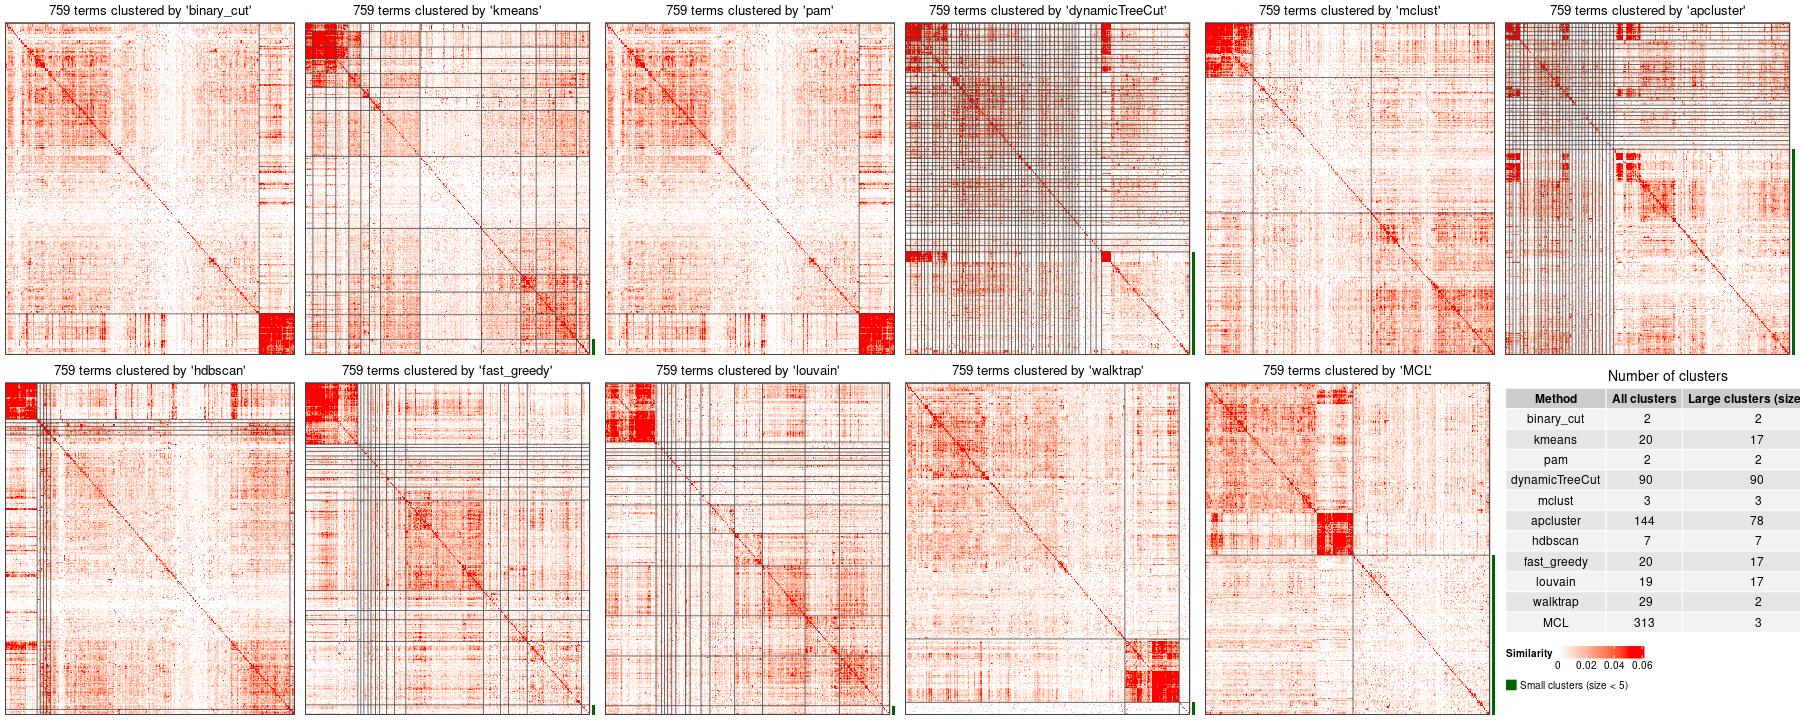 759 terms clustered by 'binary_cut'
759 terms clustered by 'kmeans'
759 terms clustered by 'pam'
759 terms clustered by 'dynamicTreeCut'
759 terms clustered by 'mclust'
759 terms clustered by 'apcluster'
759 terms clustered by 'hdbscan'
759 terms clustered by 'fast_greedy'
759 terms clustered by 'louvain'
759 terms clustered by 'walktrap'
759 terms clustered by 'MCL'
Number of clusters
Method All clusters Large clusters (size
binary_cut 2 2
kmeans 20 17
pam 2 2
dynamicTreeCut 90 90
mclust 3 3
apcluster 144 78
hdbscan 7 7
fast_greedy 20 17
louvain 19 17
walktrap 29 2
MCL 313 3
Similarity
0 0.02 0.04 0.06
Small clusters (size < 5)